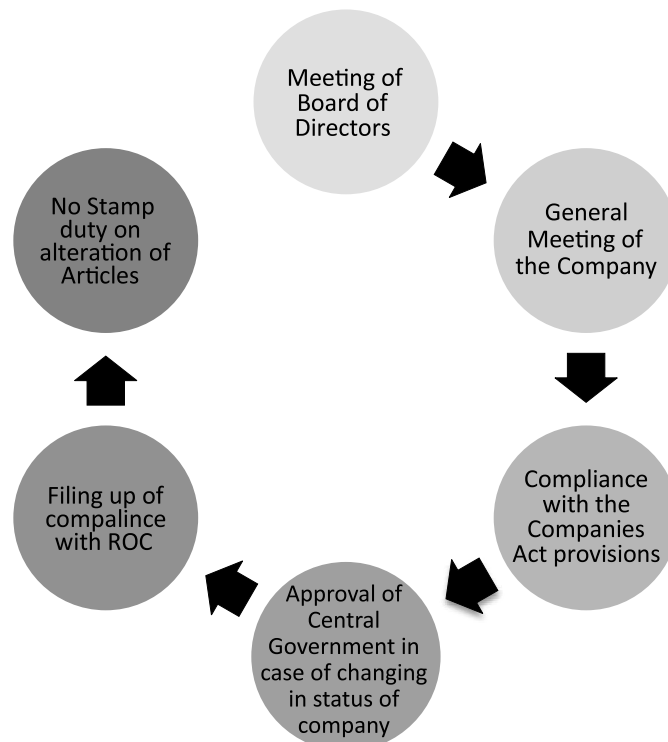 Meeting of
Board of
Directors
General
Meeting of
the Company
Compliance
with the
Companies
Act provisions
Approval of
Central
Government in
case of changing
in status of
company
Filing up of
compalince
with ROC
No Stamp
duty on
alteration of
Articles